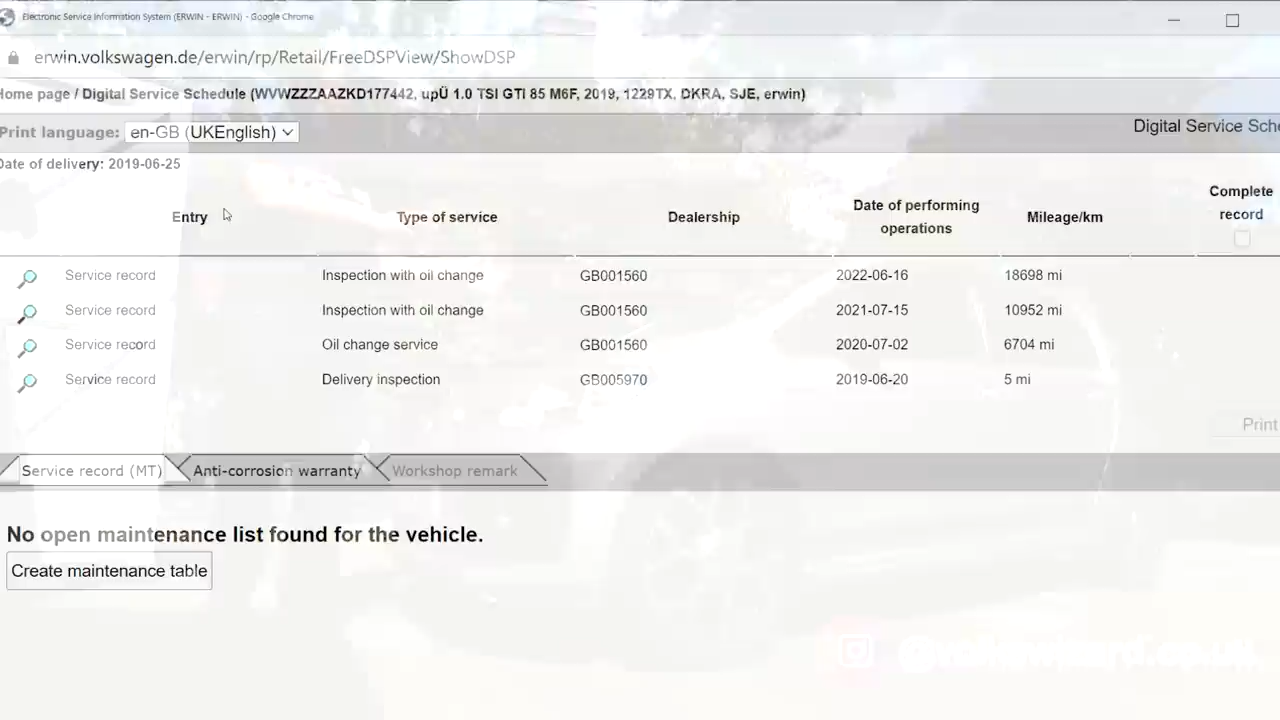 Electronic Service Information System (ERWIN - ERWIN) - Google Chrome
erwin.volkswagen.de/erwin/rp/Retail/FreeDSPView/ShowDSP
Home page / Digital Service Schedule (WVWZZZAAZKD177442, upÜ 1.0 TSI GTI 85 M6F, 2019, 1229TX, DKRA, SJE, erwin)
Print language: en-GB (UKEnglish)
Digital Service Sche
Date of delivery: 2019-06-25
Entry Type of service Dealership Date of performing operations Mileage/km Complete record
Service record Inspection with oil change GB001560 2022-06-16 18698 mi
Service record Inspection with oil change GB001560 2021-07-15 10952 mi
Service record Oil change service GB001560 2020-07-02 6704 mi
Service record Delivery inspection GB005970 2019-06-20 5 mi
Print
Service record (MT) Anti-corrosion warranty Workshop remark
No open maintenance list found for the vehicle.
Create maintenance table